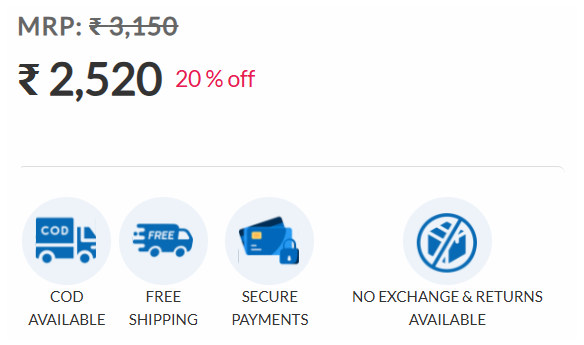 MRP: ₹ 3,150
₹ 2,520 20 % off
COD FREE
COD AVAILABLE
FREE SHIPPING
SECURE PAYMENTS
NO EXCHANGE & RETURNS AVAILABLE